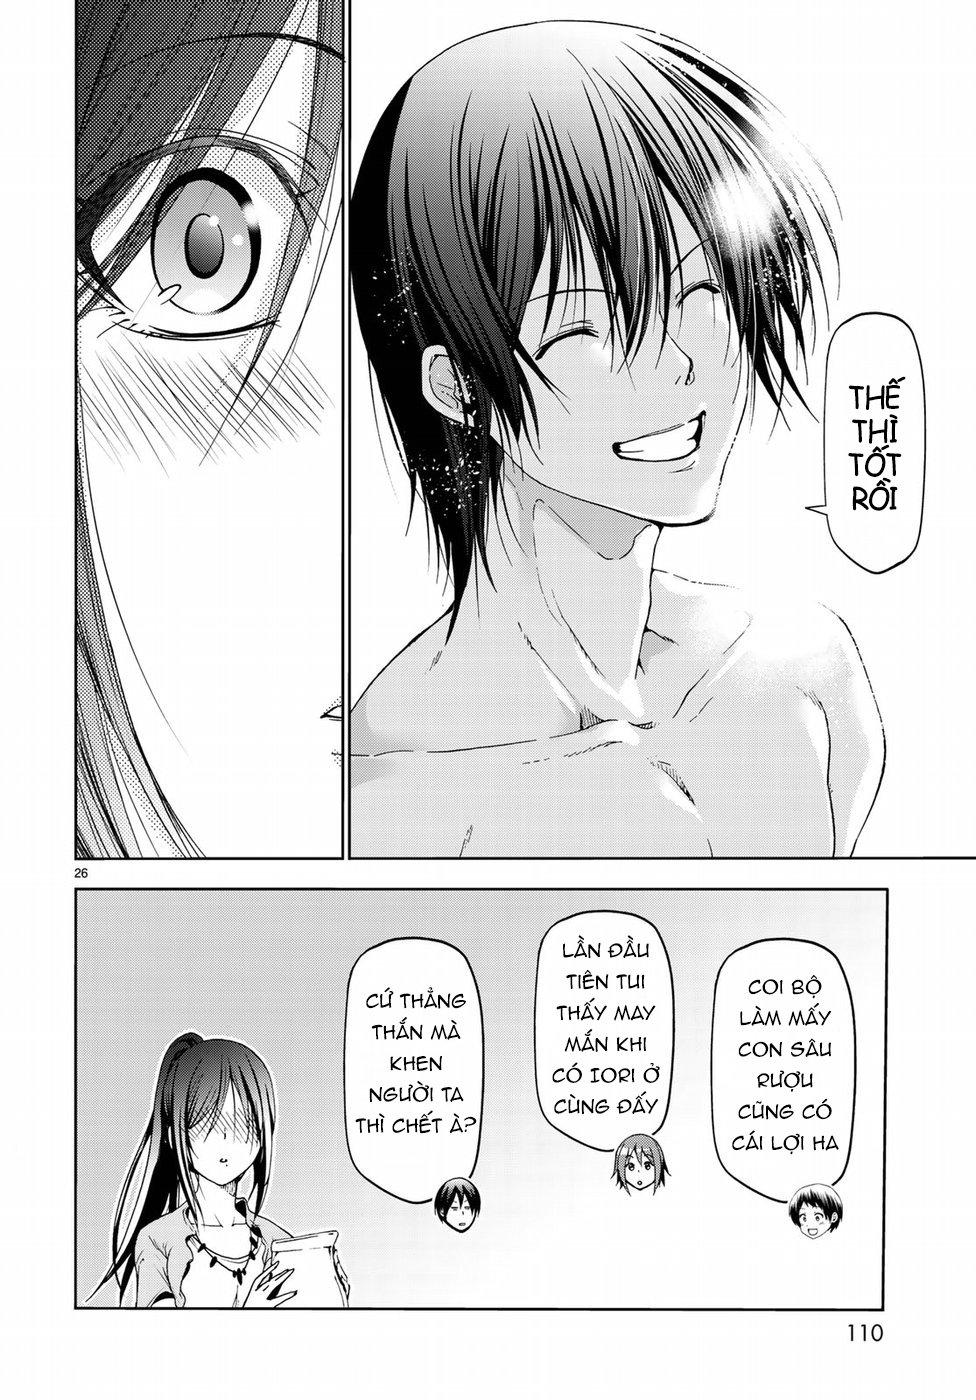 THẾ
THÌ
TỐT
RỒI
26
COI BỘ
LÀM MẤY
CON SÂU
RƯỢU
CŨNG CÓ
CÁI LỢI HA
LẦN ĐẦU
TIÊN TUI
THẤY MAY
MẮN KHI
CÓ IORI Ở
CÙNG ĐẤY
CỨ THẲNG
THẮN MÀ
KHEN
NGƯỜI TA
THÌ CHẾT À?
110